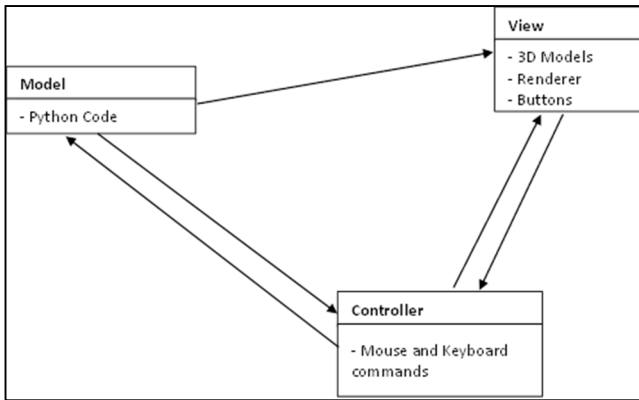 View
- 3D Models
- Renderer
- Buttons
Model
- Python Code
Controller
- Mouse and Keyboard
commands